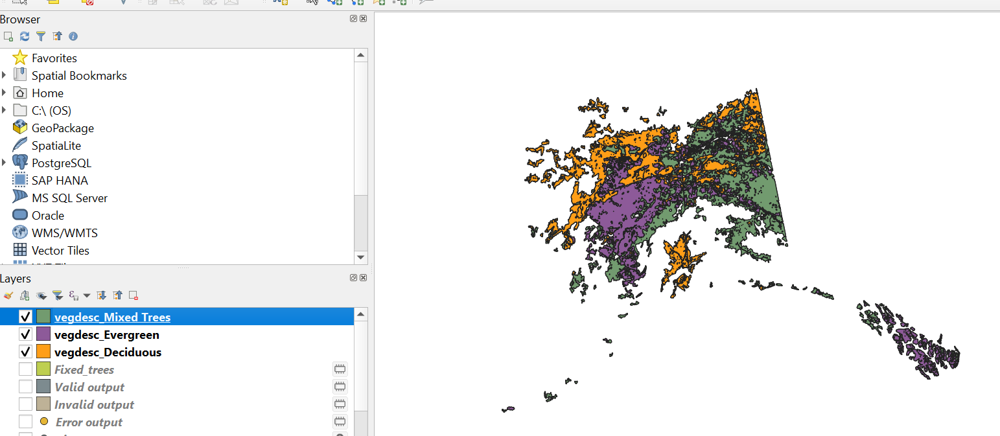 Browser
Favorites
Spatial Bookmarks
Home
C:\ (OS)
GeoPackage
SpatiaLite
PostgreSQL
SAP HANA
MS SQL Server
Oracle
WMS/WMTS
Vector Tiles
Layers
vegdesc_Mixed Trees
vegdesc_Evergreen
vegdesc_Deciduous
Fixed_trees
Valid output
Invalid output
Error output